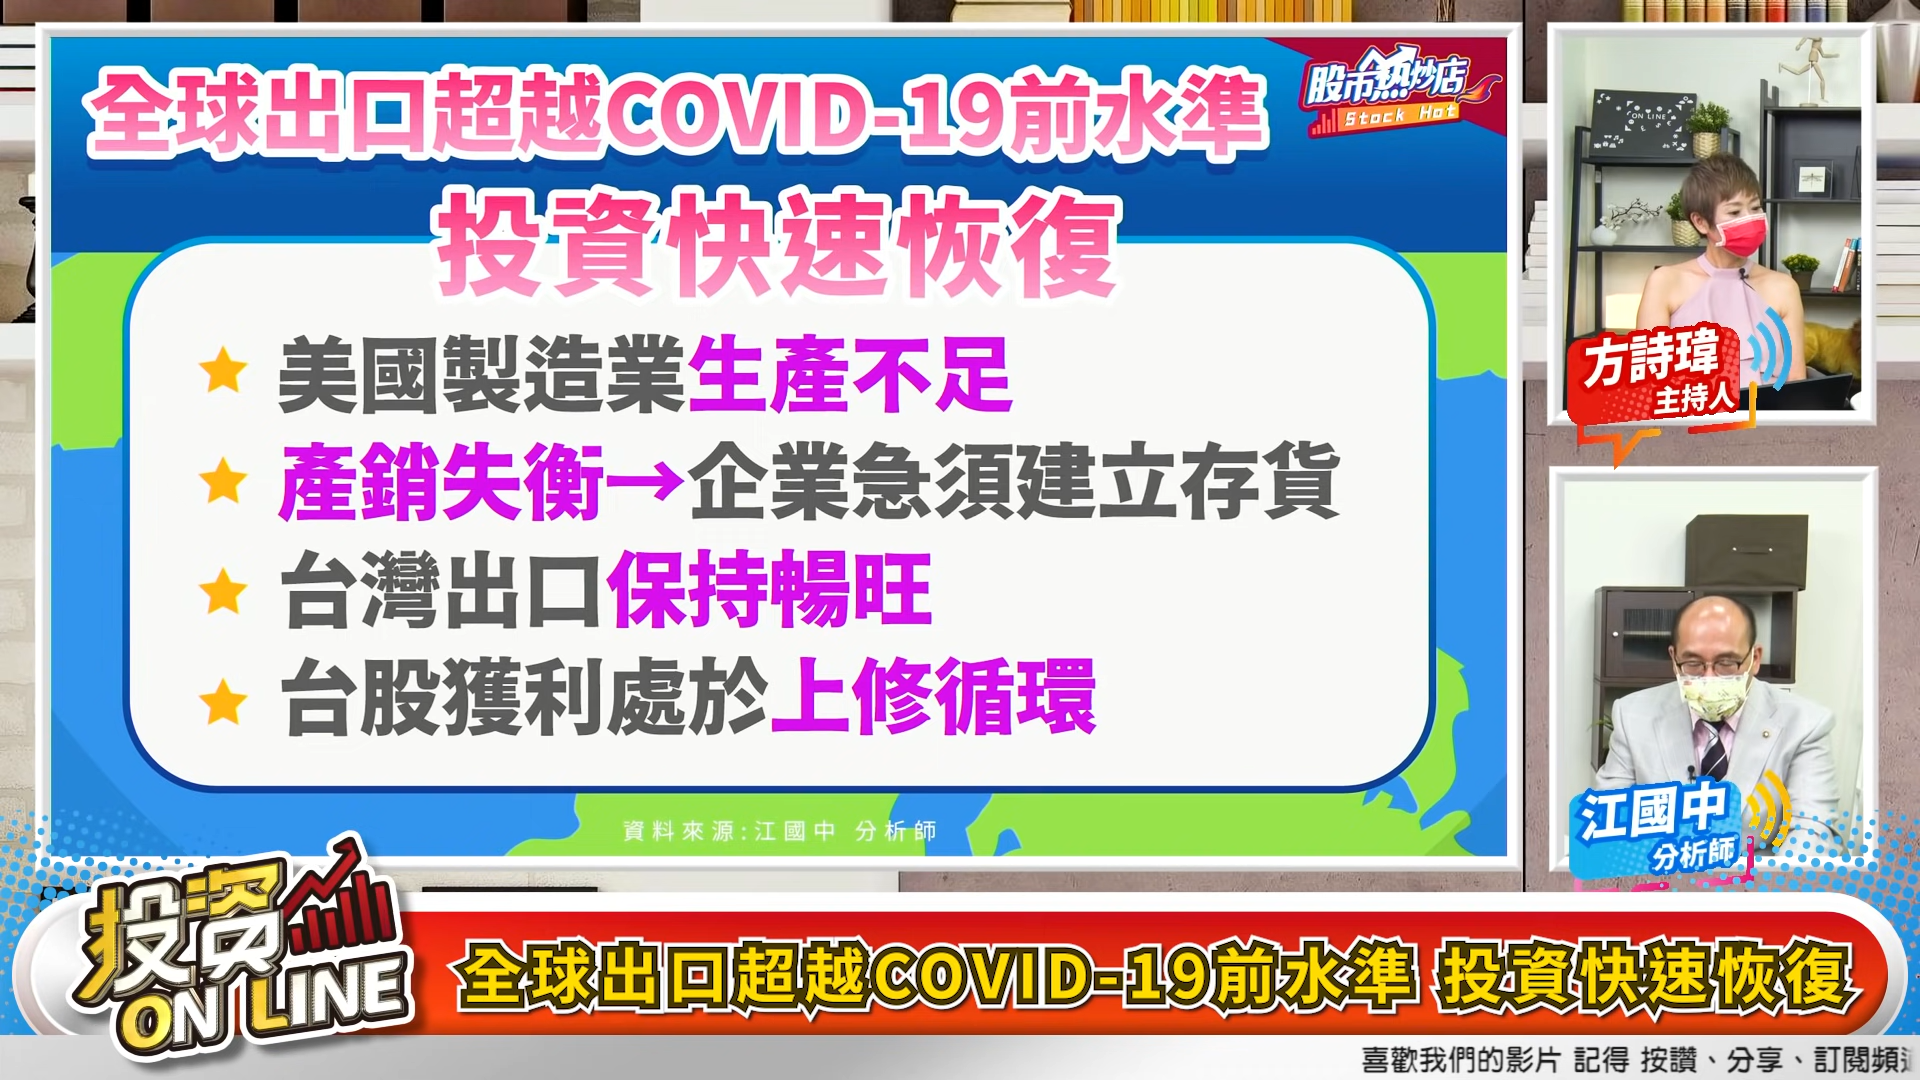 全球出口超越COVID-19前水準
投資快速恢復
美國製造業生產不足
產銷失衡→企業急須建立存貨
台灣出口保持暢旺
台股獲利處於上修循環
資料來源:江國中 分析師
股市熱炒店
Stock Hot
ON LINE
方詩瑋
主持人
江國中
分析師
投資
ON LINE
全球出口超越COVID-19前水準 投資快速恢復
喜歡我們的影片 記得 按讚、分享、訂閱頻道